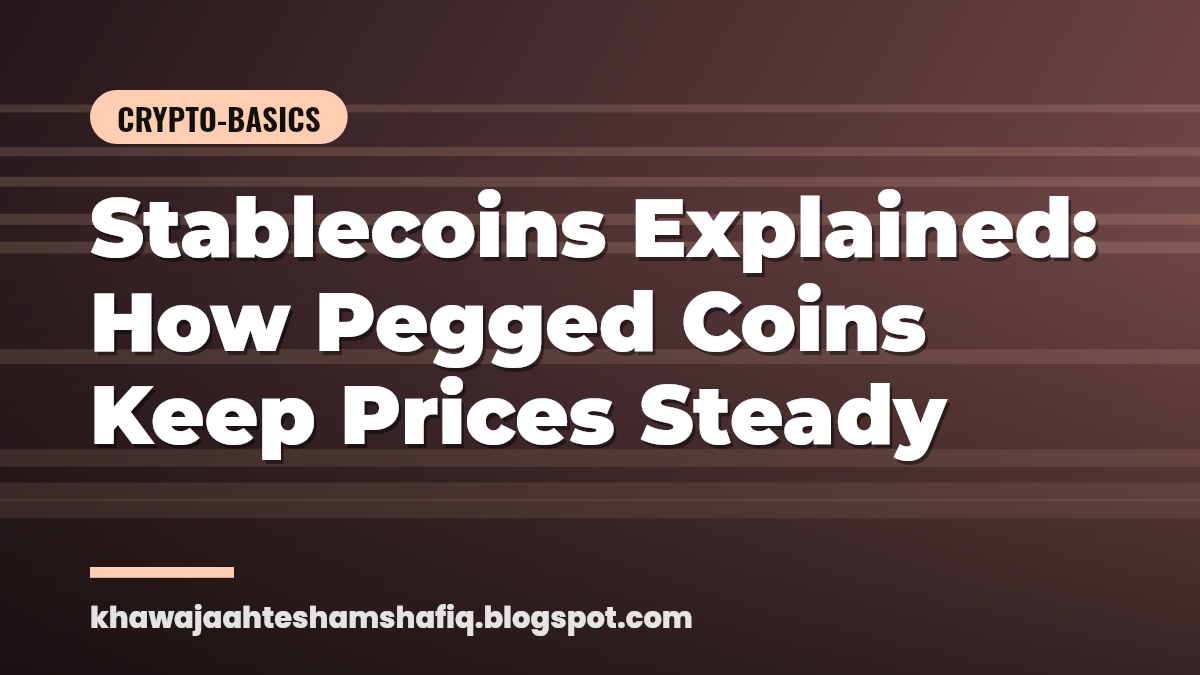 CRYPTO-BASICS
Stablecoins Explained:
How Pegged Coins
Keep Prices Steady
khawajaahteshamshafiq.blogspot.com